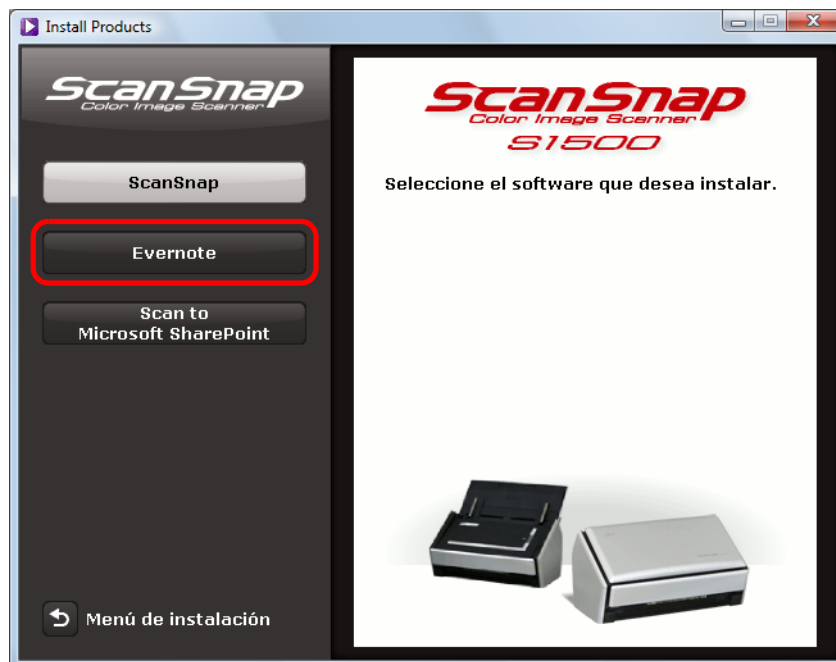 Install Products
ScanSnap
Color Image Scanner
ScanSnap
Evernote
Scan to
Microsoft SharePoint
Menú de instalación
ScanSnap
Color Image Scanner
S1500
Seleccione el software que desea instalar.